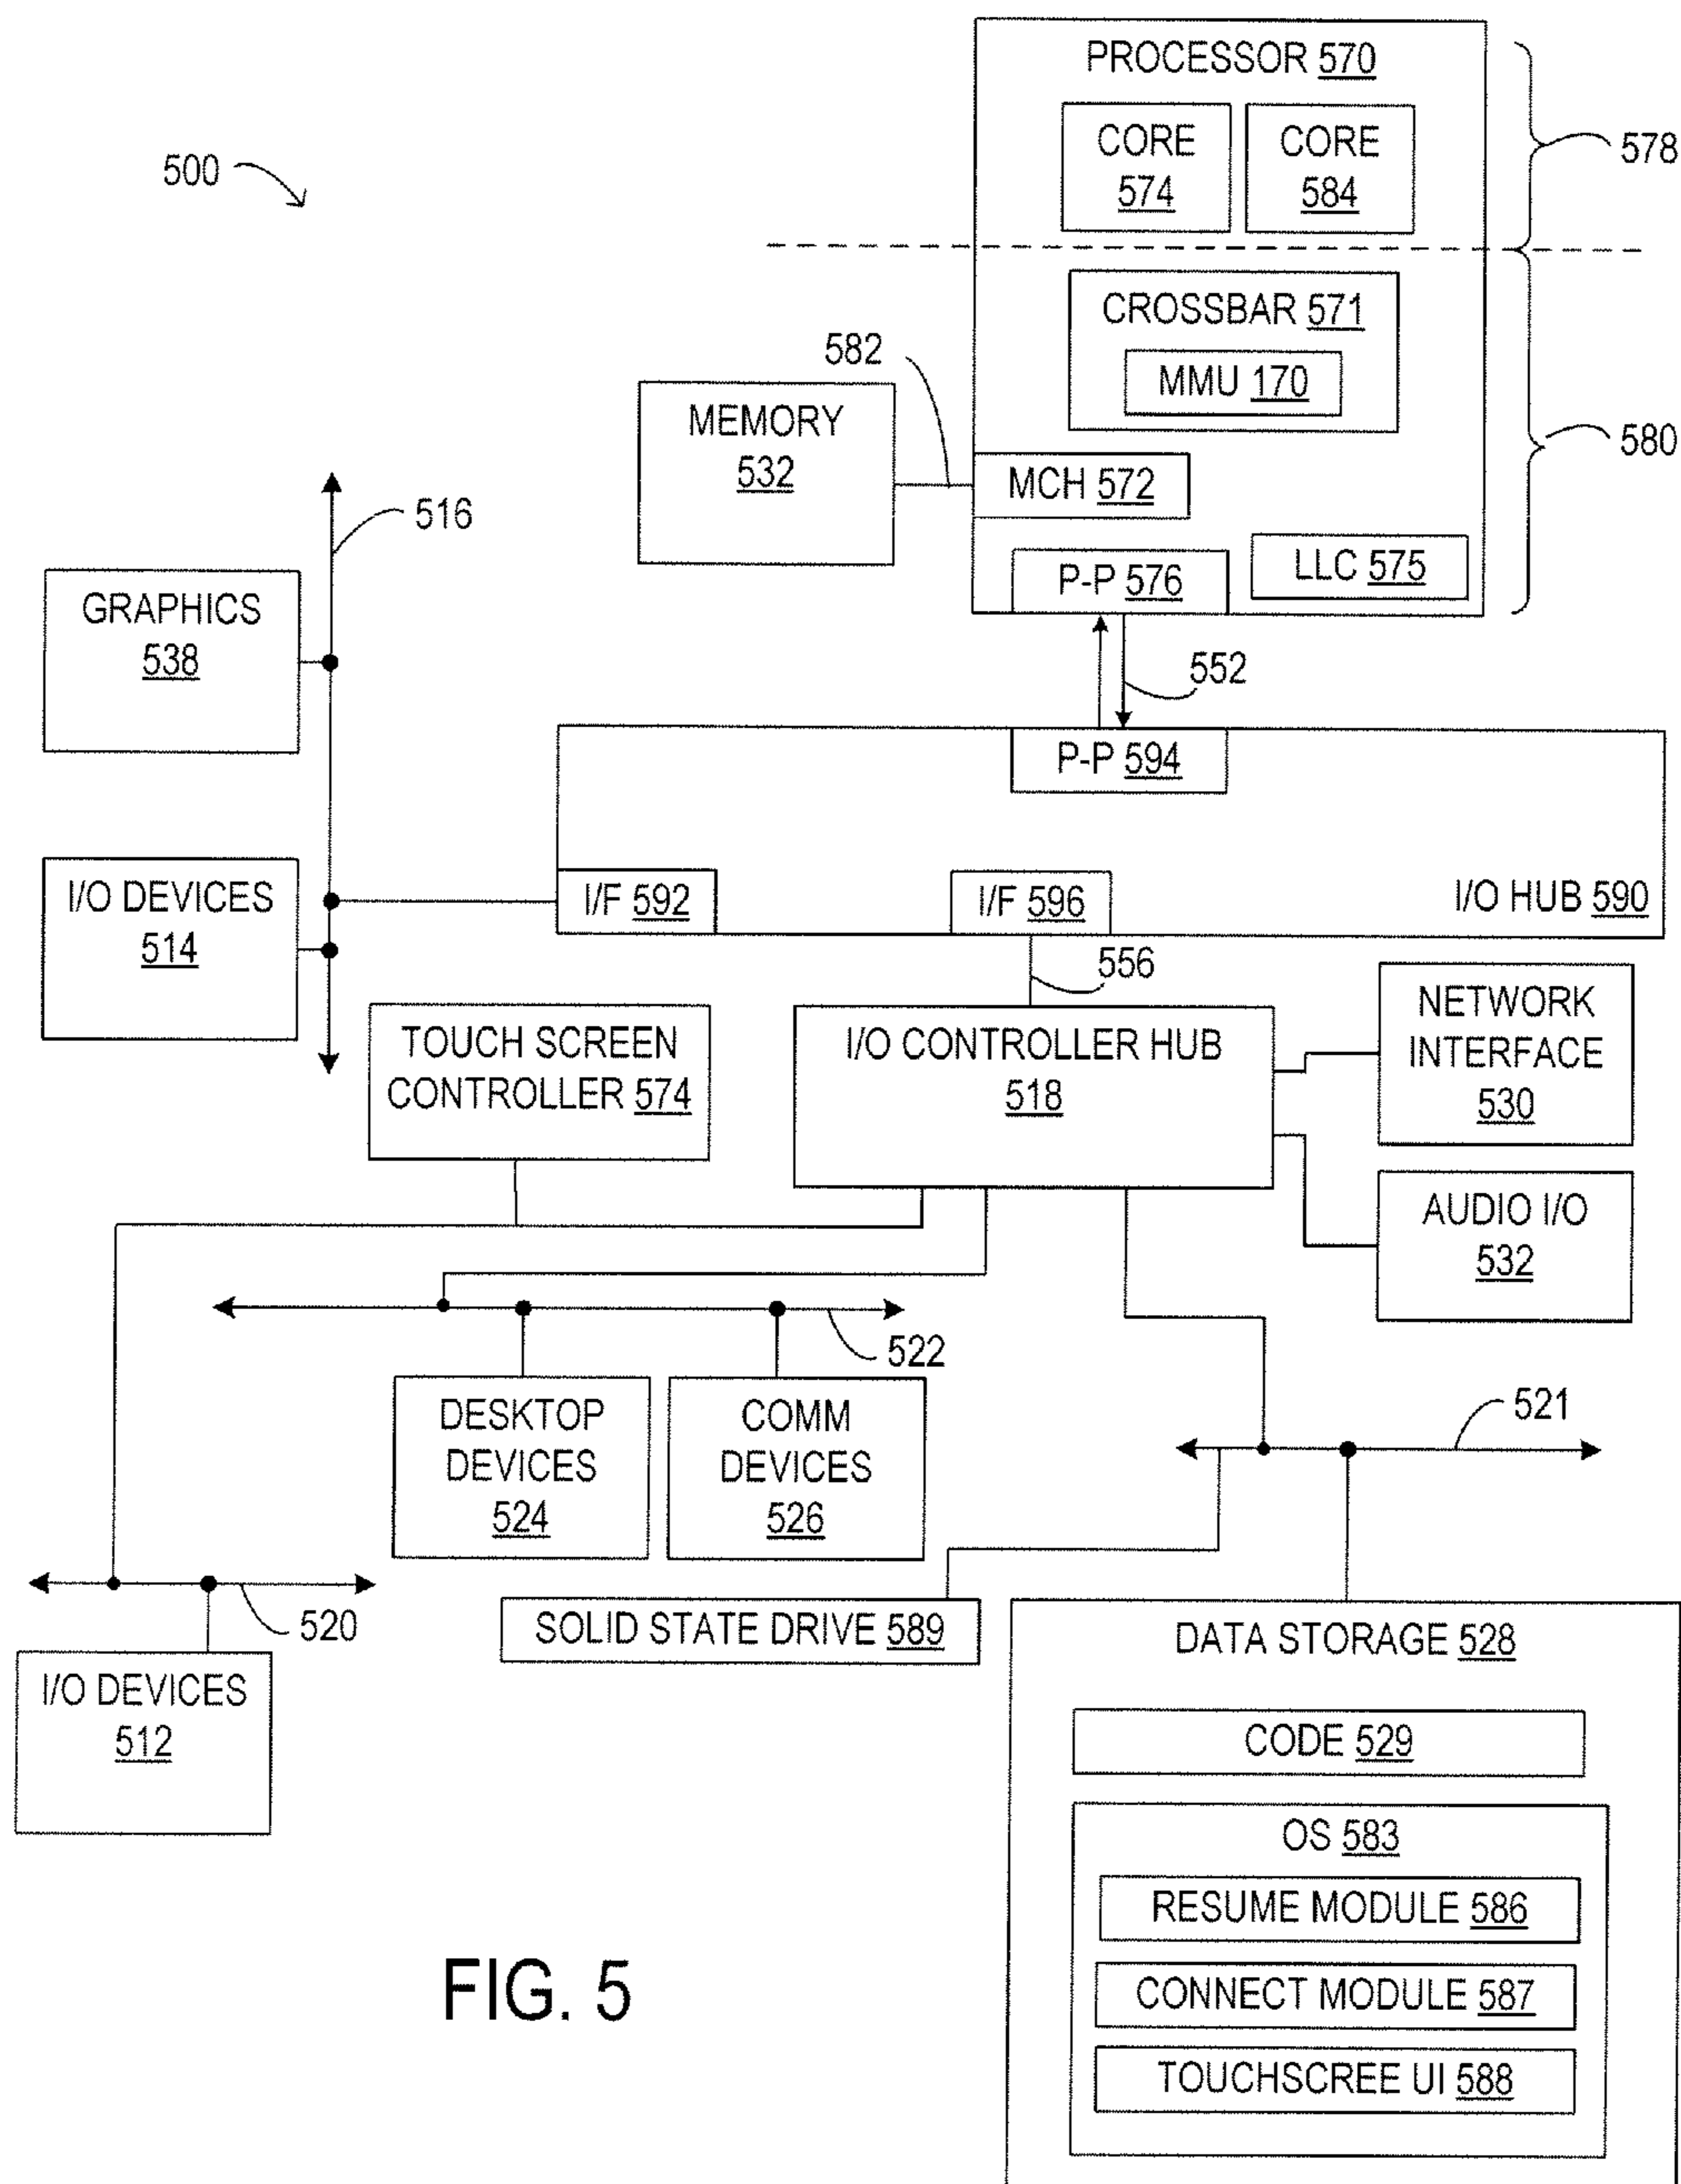 PROCESSOR 570
CORE
574
CORE
584
578
500
CROSSBAR 571
MMU 170
582
580
MEMORY
532
MCH 572
516
LLC 575
P-P 576
GRAPHICS
538
552
P-P 594
I/O DEVICES
514
I/F 592
I/F 596
I/O HUB 590
556
NETWORK
INTERFACE
530
TOUCH SCREEN
CONTROLLER 574
I/O CONTROLLER HUB
518
AUDIO I/O
532
522
DESKTOP
DEVICES
524
COMM
DEVICES
526
521
520
SOLID STATE DRIVE 589
DATA STORAGE 528
I/O DEVICES
512
CODE 529
OS 583
RESUME MODULE 586
CONNECT MODULE 587
TOUCHSCREE UI 588
FIG. 5